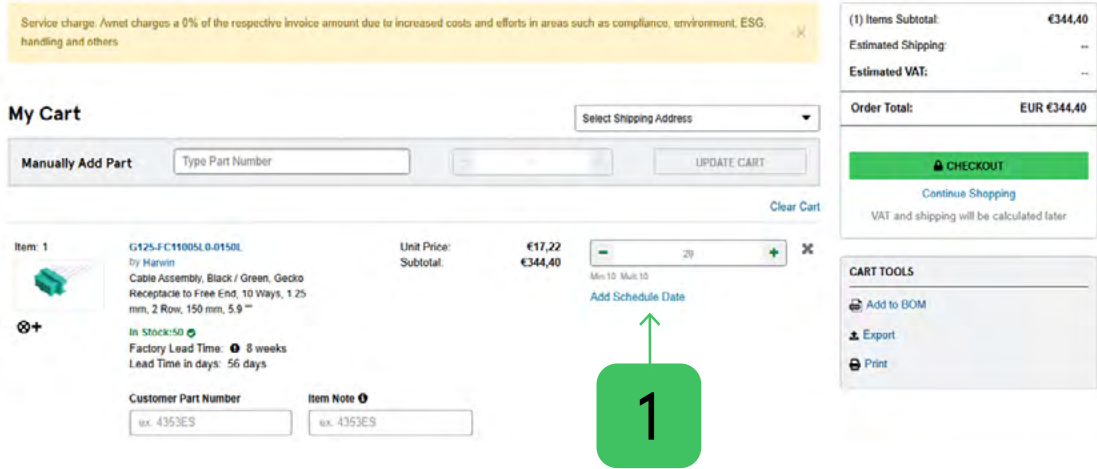 Service charge: Avnet charges a 0% of the respective invoice amount due to increased costs and efforts in areas such as compliance, environment, ESG,
handling and others
(1) Items Subtotal: €344,40
Estimated Shipping: --
Estimated VAT: --
Order Total: EUR €344,40
CHECKOUT
Continue Shopping
VAT and shipping will be calculated later
My Cart
Select Shipping Address
Manually Add Part
Type Part Number
UPDATE CART
Clear Cart
Item: 1
G125-FC11005L0-0150L
by Harwin
Cable Assembly, Black / Green, Gecko
Receptacle to Free End, 10 Ways, 1.25
mm, 2 Row, 150 mm, 5.9 ""
In Stock:50
Factory Lead Time: 8 weeks
Lead Time in days: 56 days
Customer Part Number
ex. 4353ES
Item Note
ex. 4353ES
Unit Price: €17,22
Subtotal: €344,40
- 20 +
Min:10 Mult:10
Add Schedule Date
1
CART TOOLS
Add to BOM
Export
Print